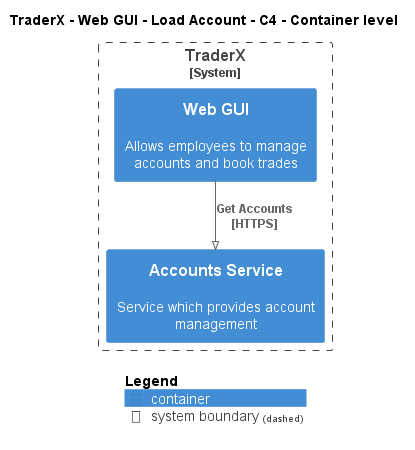 TraderX - Web GUI - Load Account - C4 - Container level
TraderX
[System]
Web GUI
Allows employees to manage
accounts and book trades
Get Accounts
[HTTPS]
Accounts Service
Service which provides account
management
Legend
container
system boundary (dashed)